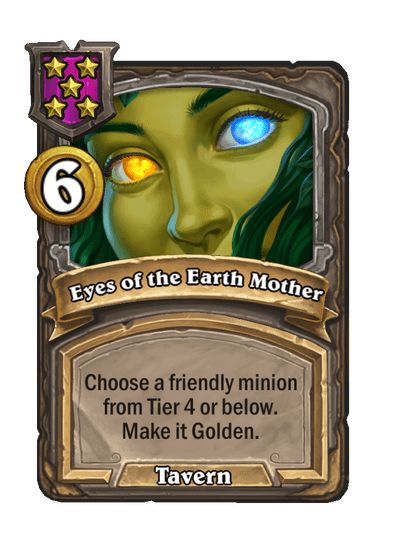 6
Eyes of the Earth Mother
Choose a friendly minion
from Tier 4 or below.
Make it Golden.
Tavern